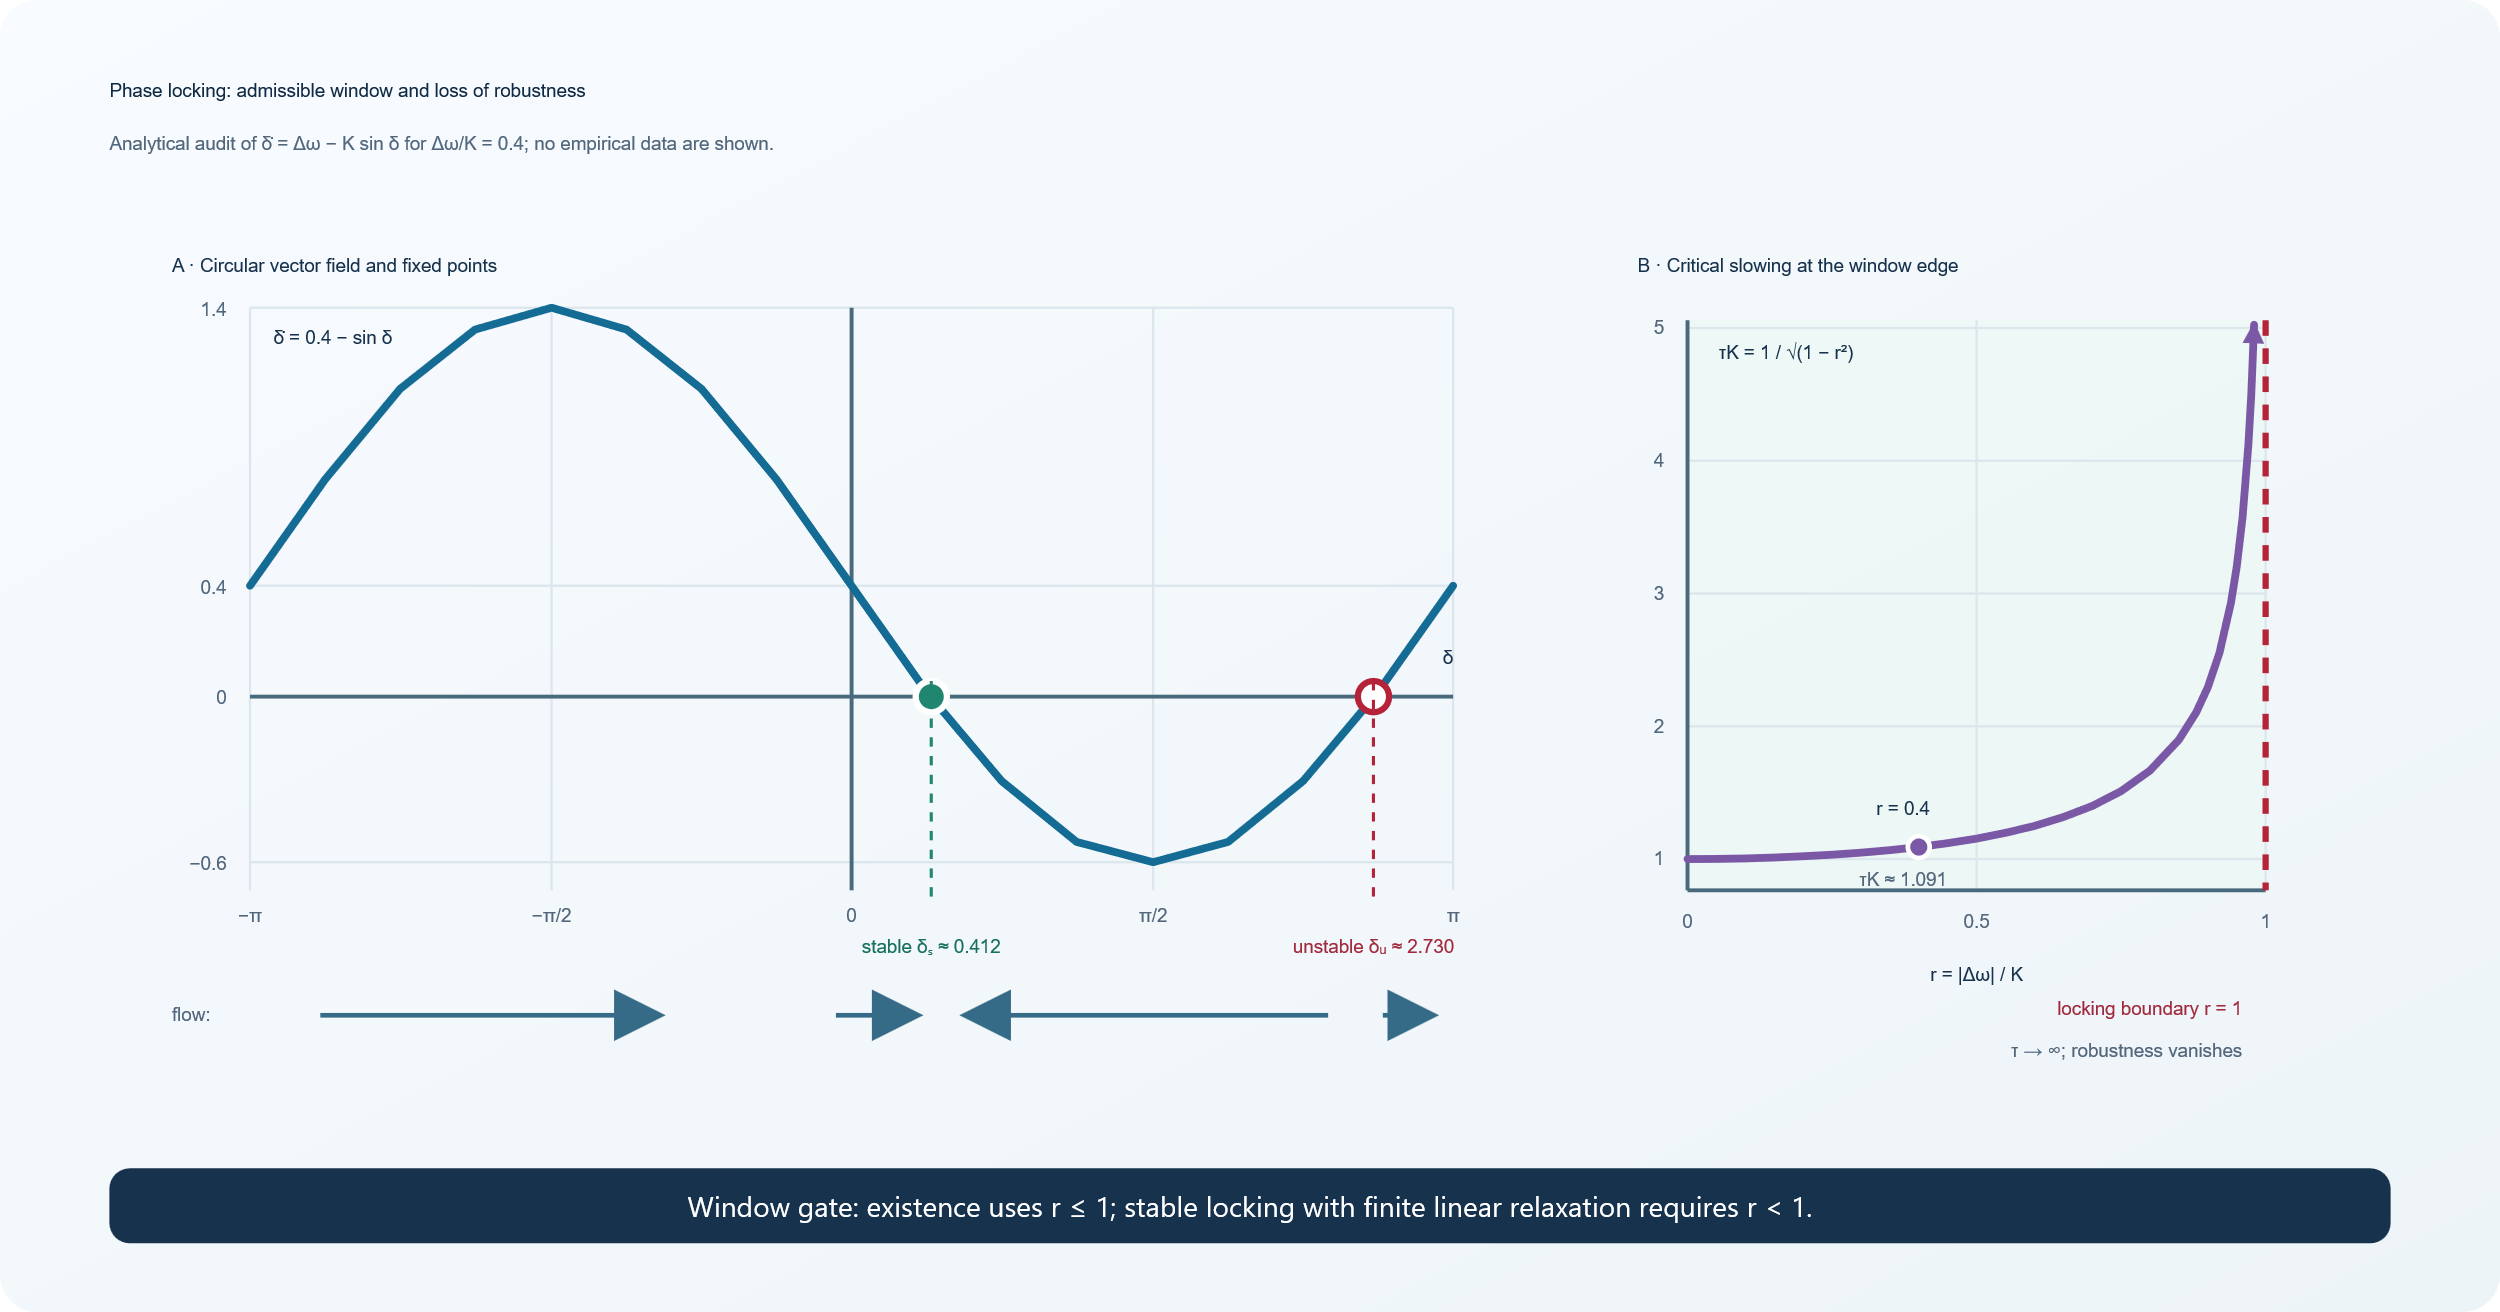 Phase locking: admissible window and loss of robustness
Analytical audit of δ̇ = Δω − K sin δ for Δω/K = 0.4; no empirical data are shown.
A · Circular vector field and fixed points
1.4
δ̇ = 0.4 − sin δ
0.4
δ
0
−0.6
−π
−π/2
0
π/2
π
stable δₛ ≈ 0.412
unstable δᵤ ≈ 2.730
flow:
B · Critical slowing at the window edge
5
τK = 1 / √(1 − r²)
4
3
2
r = 0.4
1
τK ≈ 1.091
0
0.5
1
r = |Δω| / K
locking boundary r = 1
τ → ∞; robustness vanishes
Window gate: existence uses r ≤ 1; stable locking with finite linear relaxation requires r < 1.